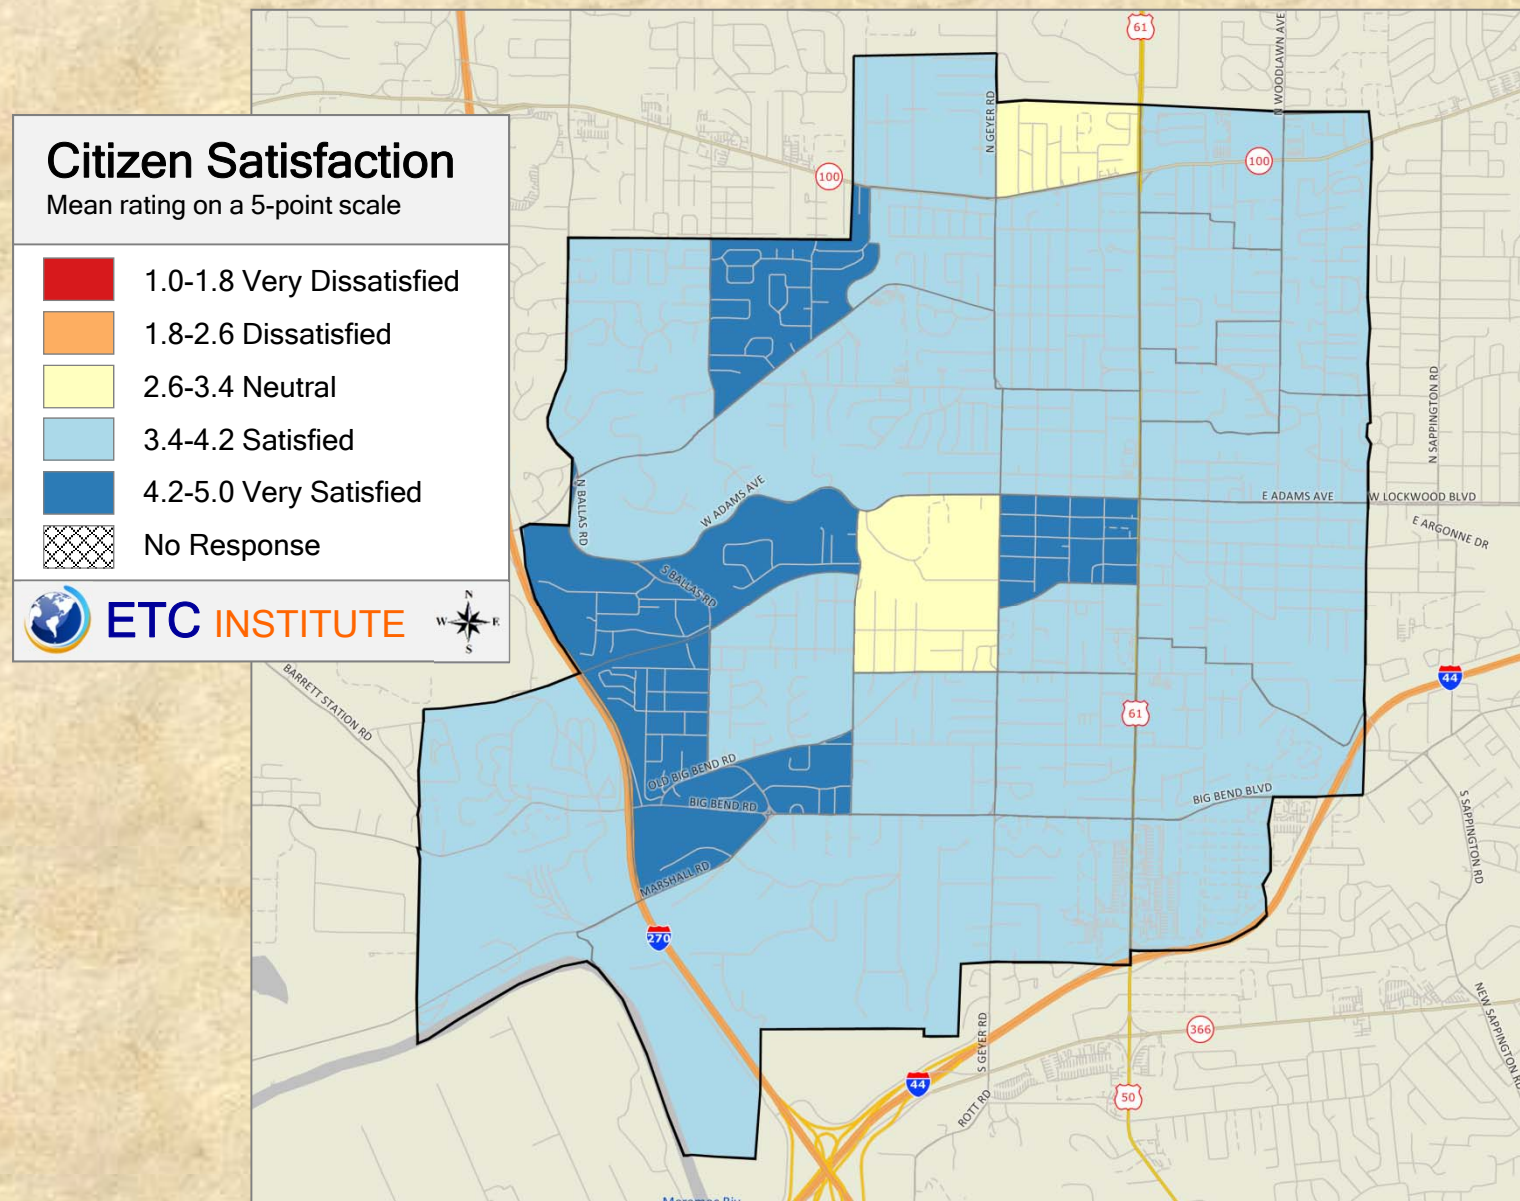 Citizen Satisfaction
Mean rating on a 5-point scale
1.0-1.8 Very Dissatisfied
1.8-2.6 Dissatisfied
2.6-3.4 Neutral
3.4-4.2 Satisfied
4.2-5.0 Very Satisfied
No Response
ETC INSTITUTE
N
W E
S
61
N WOODLAWN AVE
N GEYER RD
100
100
N SAPPINGTON RD
W ADAMS AVE
N BALLAS RD
E ADAMS AVE
W LOCKWOOD BLVD
E ARGONNE DR
S BALLAS RD
BARRETT STATION RD
44
61
OLD BIG BEND RD
BIG BEND RD
BIG BEND BLVD
S SAPPINGTON RD
MARSHALL RD
270
NEW SAPPINGTON RD
S GEYER RD
366
44
50
ROTT RD